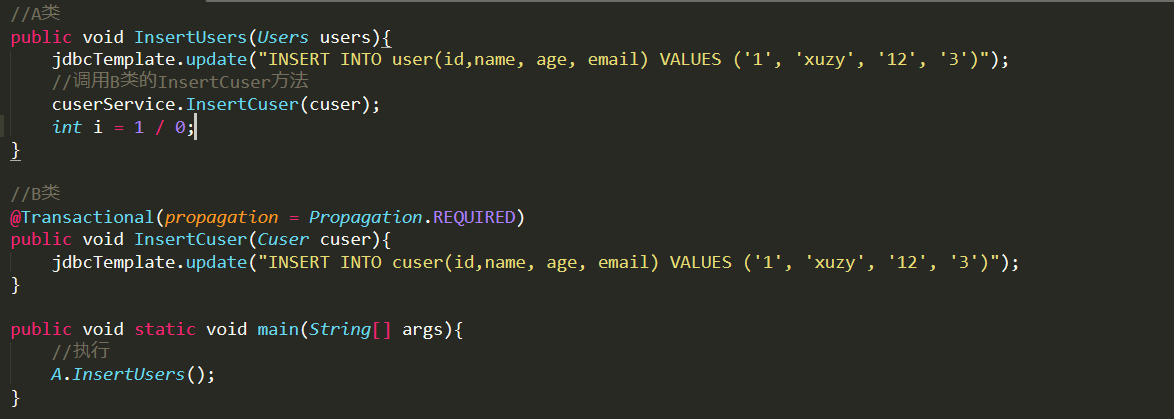 //A类
public void InsertUsers(Users users){
jdbcTemplate.update("INSERT INTO user(id,name, age, email) VALUES ('1', 'xuzy', '12', '3')");
//调用B类的InsertCuser方法
cuserService.InsertCuser(cuser);
int i = 1 / 0;
}
//B类
@Transactional(propagation = Propagation.REQUIRED)
public void InsertCuser(Cuser cuser){
jdbcTemplate.update("INSERT INTO cuser(id,name, age, email) VALUES ('1', 'xuzy', '12', '3')");
}
public void static void main(String[] args){
//执行
A.InsertUsers();
}